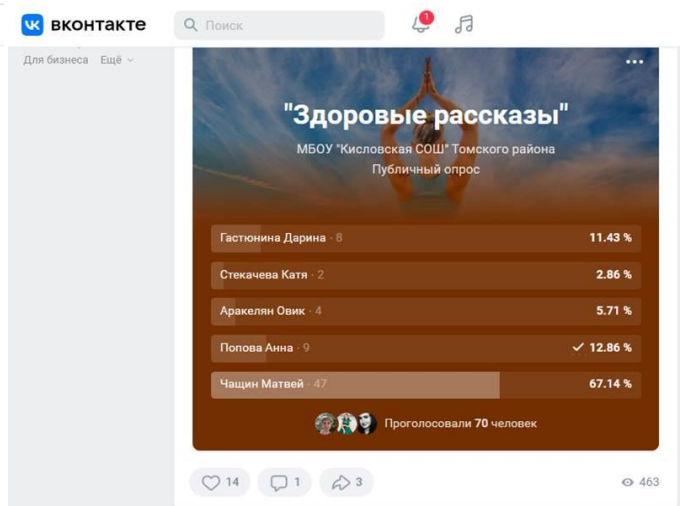 вконтакте
Поиск
1
Для бизнеса Ещё
"Здоровые рассказы"
МБОУ "Кисловская СОШ" Томского района
Публичный опрос
Гастюнина Дарина · 8 11.43 %
Стекачева Катя · 2 2.86 %
Аракелян Овик · 4 5.71 %
Попова Анна · 9 12.86 %
Чащин Матвей · 47 67.14 %
Проголосовали 70 человек
14 1 3 463